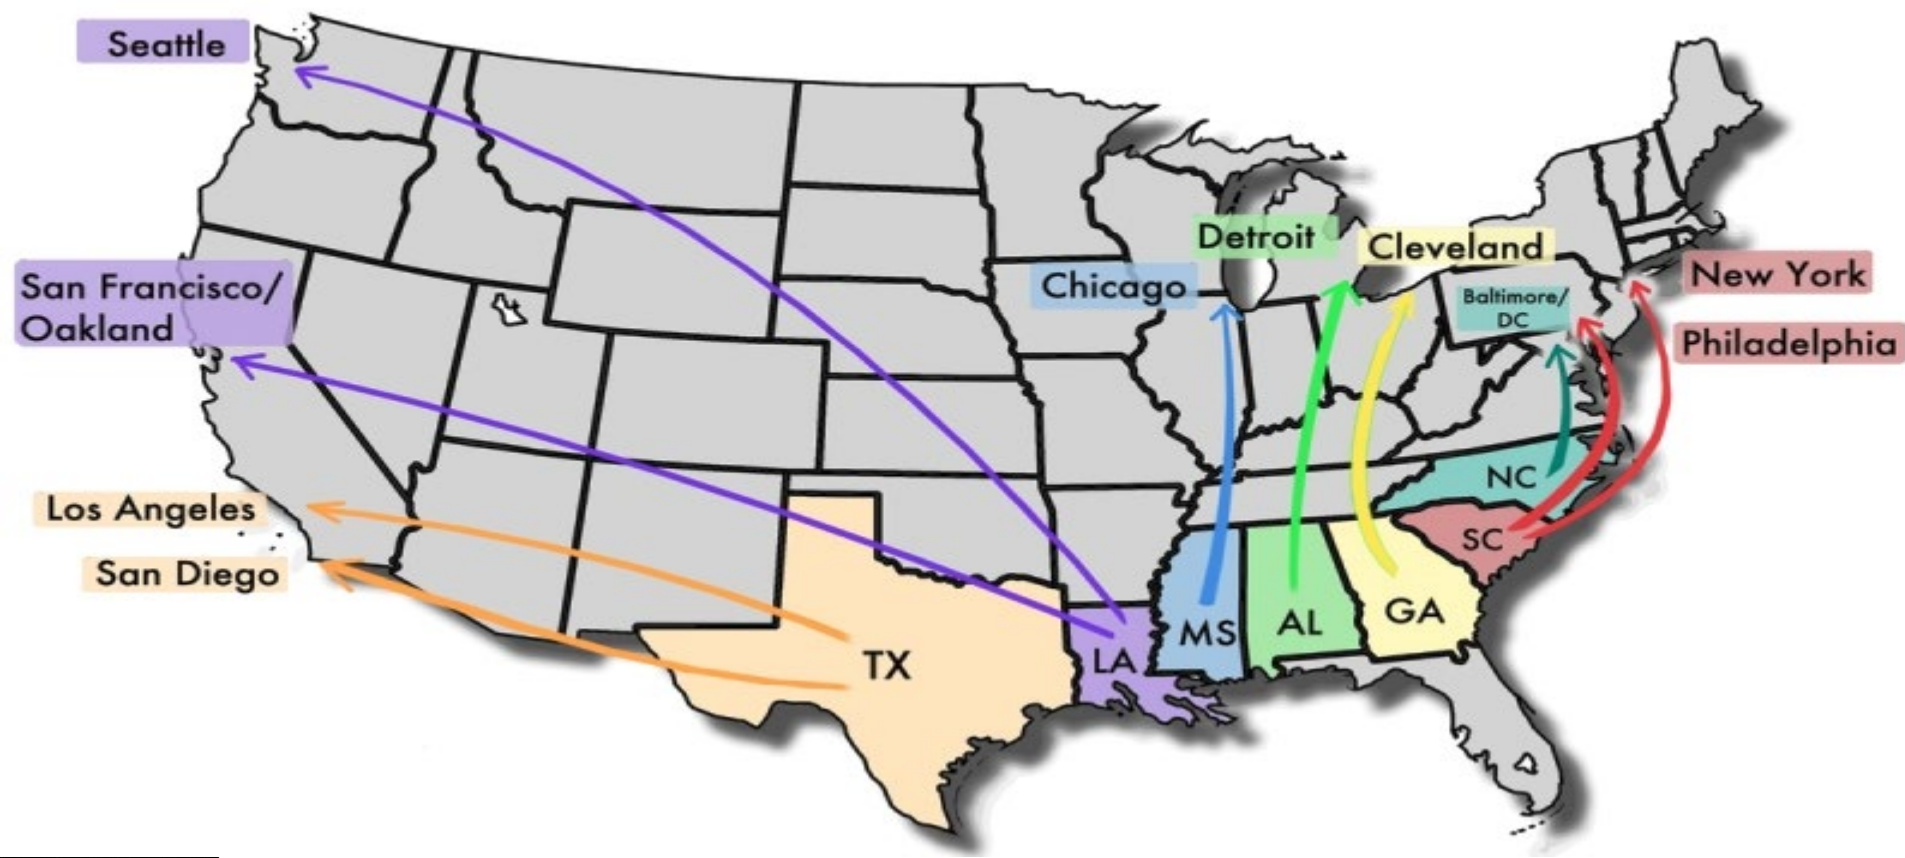 Seattle
San Francisco/
Oakland
Los Angeles
San Diego
Chicago
Detroit
Cleveland
Baltimore/
DC
New York
Philadelphia
TX
LA
MS
AL
GA
SC
NC